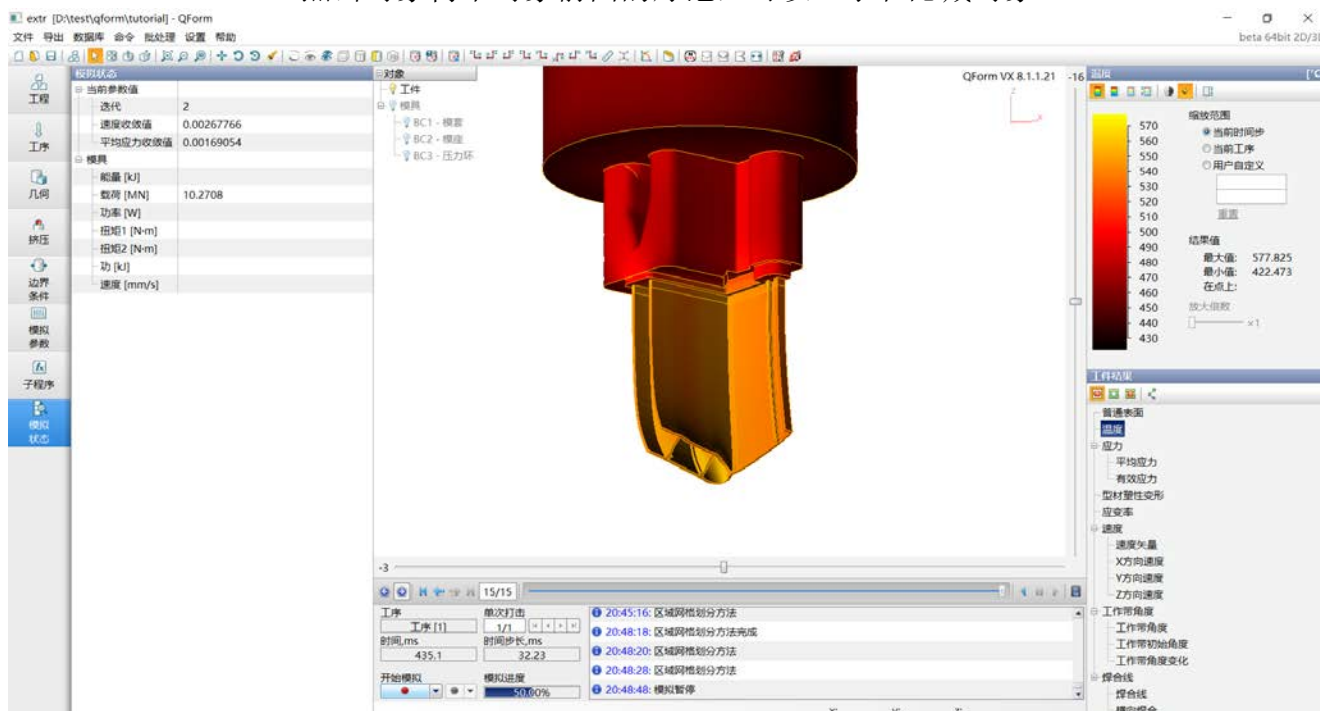 extr [D:\test\qform\tutorial] - QForm
文件 导出 数据库 命令 批处理 设置 帮助
beta 64bit 2D/3
工程
工序
几何
挤压
边界
条件
模拟
参数
子程序
模拟
状态
模拟状态
当前参数值
迭代 2
速度收敛值 0.00267766
平均应力收敛值 0.00169054
模具
能量 [kJ]
载荷 [MN] 10.2708
功率 [W]
扭矩1 [N·m]
扭矩2 [N·m]
功 [kJ]
速度 [mm/s]
对象
工件
模具
BC1 - 模套
BC2 - 模座
BC3 - 压力环
QForm VX 8.1.1.21
-16
z
x
-3
15/15
工序 单次打击
工序 [1] 1/1
时间,ms 时间步长,ms
435.1 32.23
开始模拟 模拟进度
50.00%
20:45:16: 区域网格划分方法
20:48:18: 区域网格划分方法完成
20:48:20: 区域网格划分方法
20:48:28: 区域网格划分方法
20:48:48: 模拟暂停
温度 [°C
570
560
550
540
530
520
510
500
490
480
470
460
450
440
430
缩放范围
当前时间步
当前工序
用户自定义
重置
结果值
最大值: 577.825
最小值: 422.473
在点上:
放大倍数
×1
工件结果
普通表面
温度
应力
平均应力
有效应力
型材塑性变形
应变率
速度
速度矢量
X方向速度
Y方向速度
Z方向速度
工作带角度
工作带角度
工作带初始角度
工作带角度变化
焊合线
焊合线